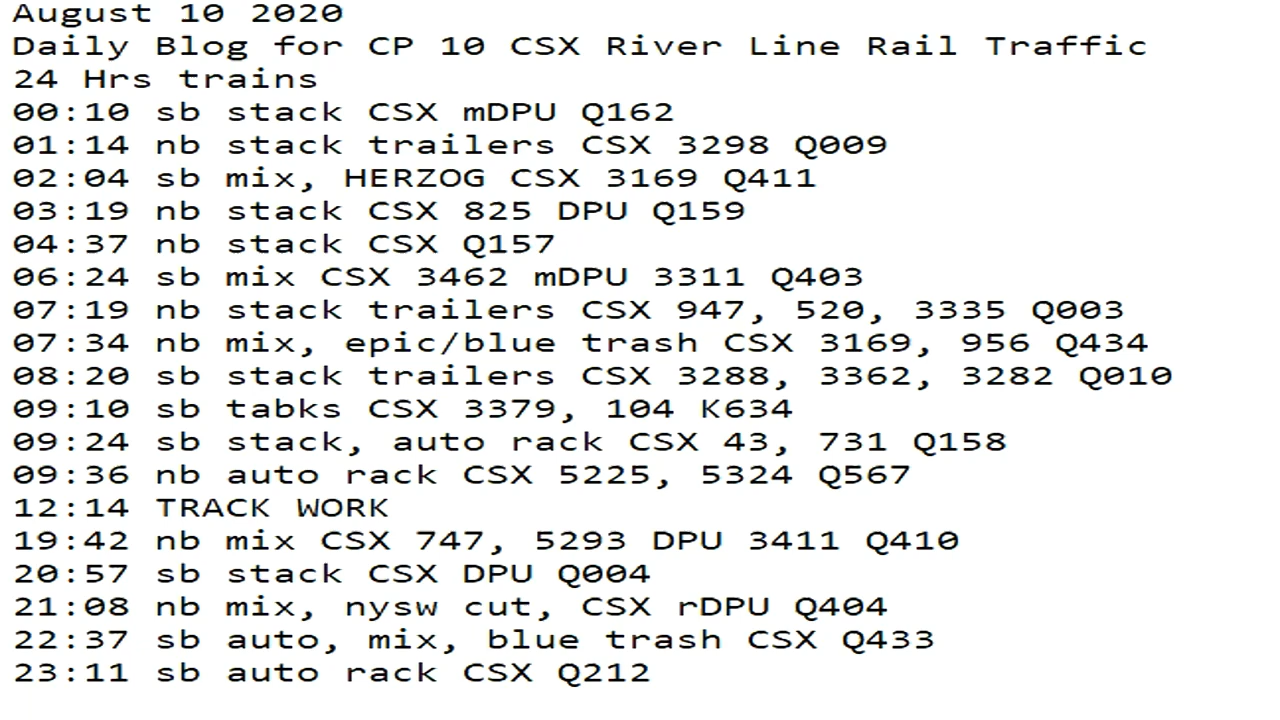 August 10 2020
Daily Blog for CP 10 CSX River Line Rail Traffic
24 Hrs trains
00:10 sb stack CSX mDPU Q162
01:14 nb stack trailers CSX 3298 Q009
02:04 sb mix, HERZOG CSX 3169 Q411
03:19 nb stack CSX 825 DPU Q159
04:37 nb stack CSX Q157
06:24 sb mix CSX 3462 mDPU 3311 Q403
07:19 nb stack trailers CSX 947, 520, 3335 Q003
07:34 nb mix, epic/blue trash CSX 3169, 956 Q434
08:20 sb stack trailers CSX 3288, 3362, 3282 Q010
09:10 sb tabks CSX 3379, 104 K634
09:24 sb stack, auto rack CSX 43, 731 Q158
09:36 nb auto rack CSX 5225, 5324 Q567
12:14 TRACK WORK
19:42 nb mix CSX 747, 5293 DPU 3411 Q410
20:57 sb stack CSX DPU Q004
21:08 nb mix, nysw cut, CSX rDPU Q404
22:37 sb auto, mix, blue trash CSX Q433
23:11 sb auto rack CSX Q212